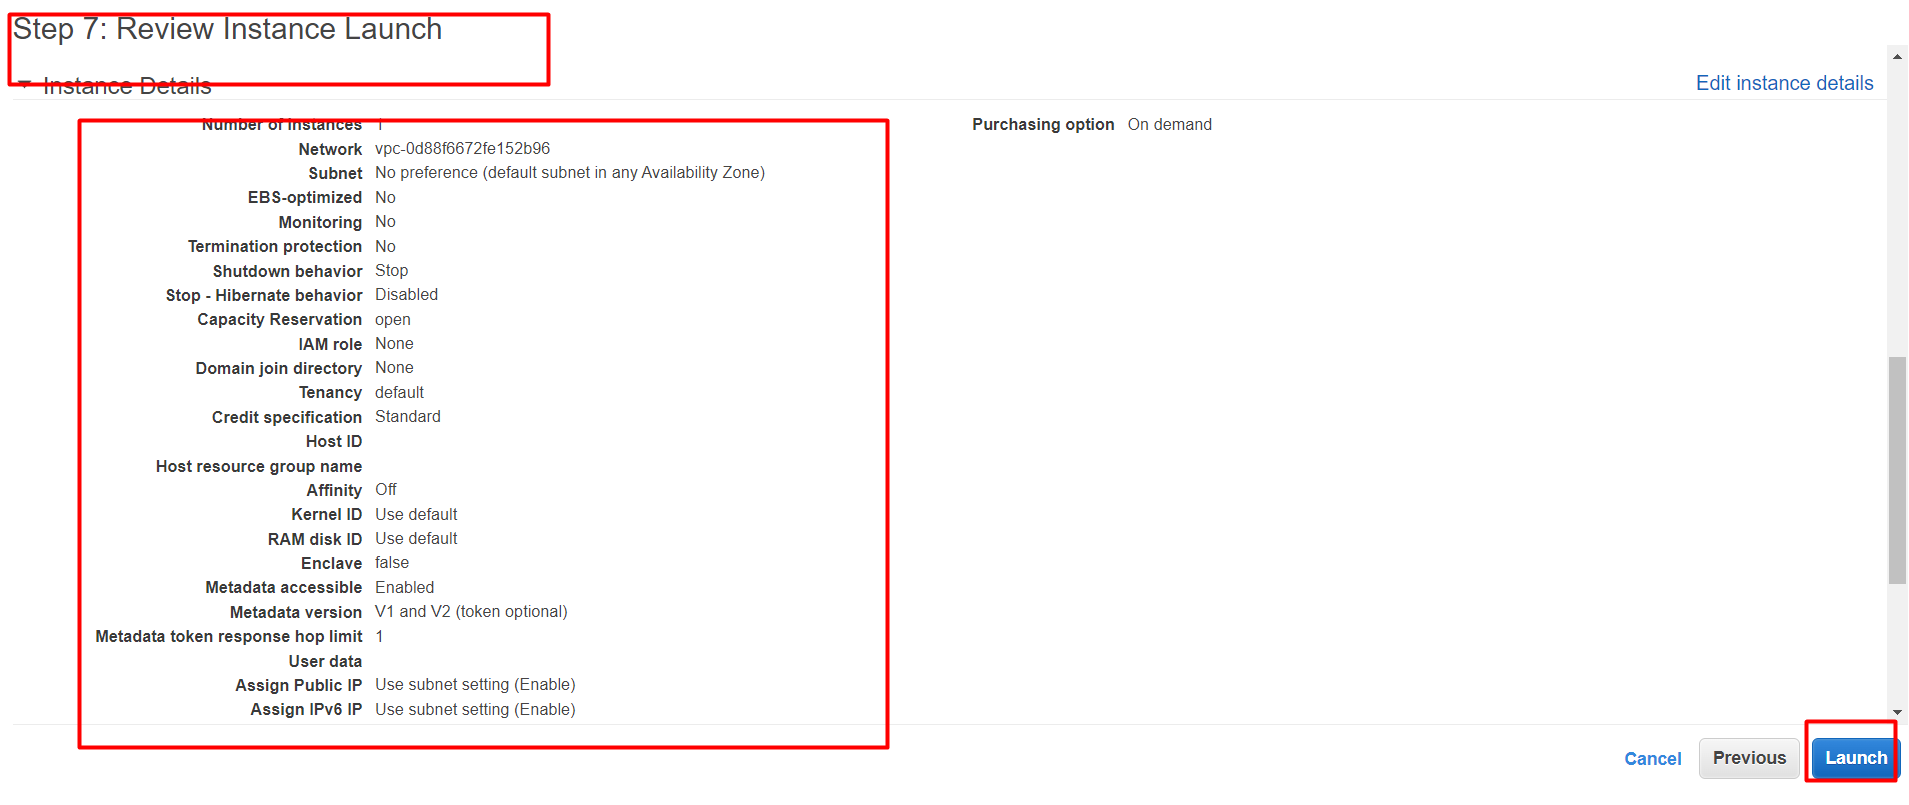 Step 7: Review Instance Launch
Instance Details
Edit instance details
Number of instances 1
Purchasing option On demand
Network vpc-0d88f6672fe152b96
Subnet No preference (default subnet in any Availability Zone)
EBS-optimized No
Monitoring No
Termination protection No
Shutdown behavior Stop
Stop - Hibernate behavior Disabled
Capacity Reservation open
IAM role None
Domain join directory None
Tenancy default
Credit specification Standard
Host ID
Host resource group name
Affinity Off
Kernel ID Use default
RAM disk ID Use default
Enclave false
Metadata accessible Enabled
Metadata version V1 and V2 (token optional)
Metadata token response hop limit 1
User data
Assign Public IP Use subnet setting (Enable)
Assign IPv6 IP Use subnet setting (Enable)
Cancel Previous Launch